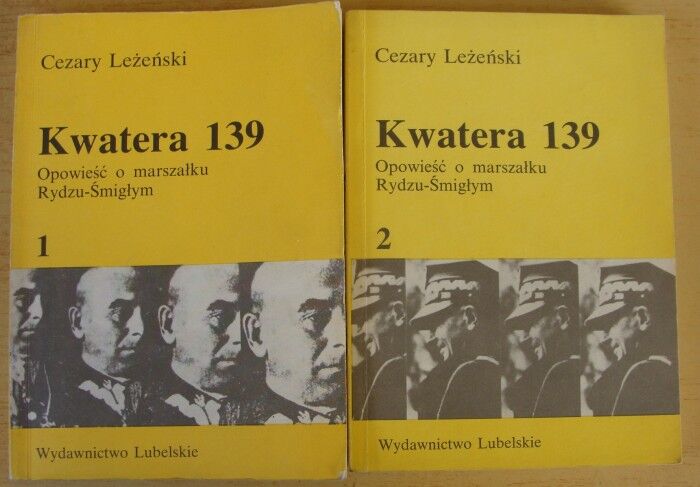 Cezary Leżeński
Kwatera 139
Opowieść o marszałku
Rydzu-Śmigłym
1
Wydawnictwo Lubelskie
Cezary Leżeński
Kwatera 139
Opowieść o marszałku
Rydzu-Śmigłym
2
Wydawnictwo Lubelskie